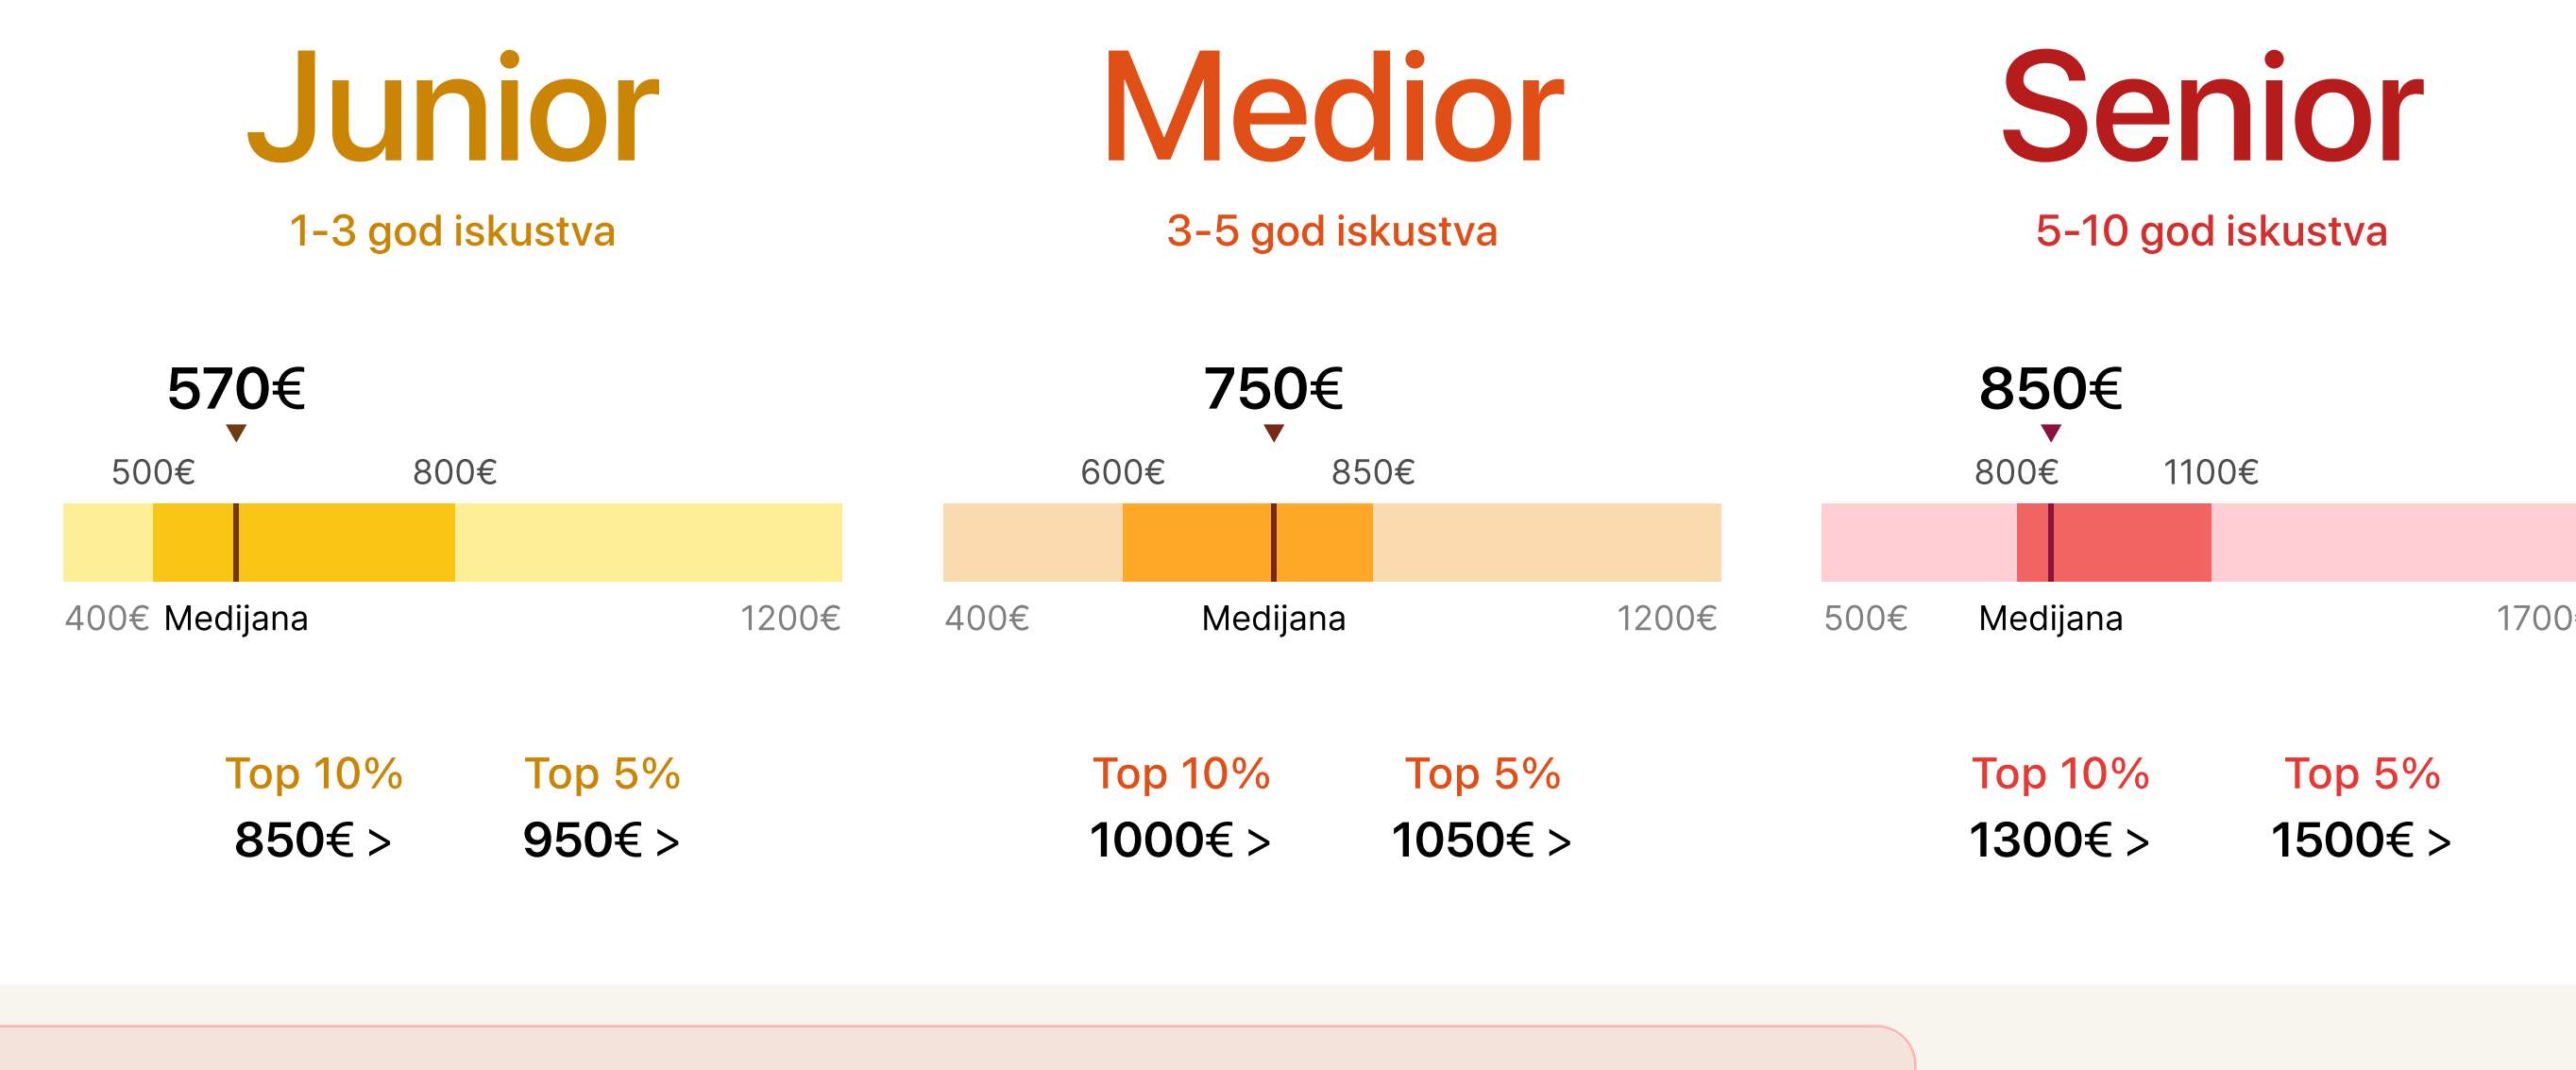 Junior
1-3 god iskustva
570€
500€ 800€
400€ Medijana 1200€
Top 10% Top 5%
850€ > 950€ >
Medior
3-5 god iskustva
750€
600€ 850€
400€ Medijana 1200€
Top 10% Top 5%
1000€ > 1050€ >
Senior
5-10 god iskustva
850€
800€ 1100€
500€ Medijana 1700€
Top 10% Top 5%
1300€ > 1500€ >